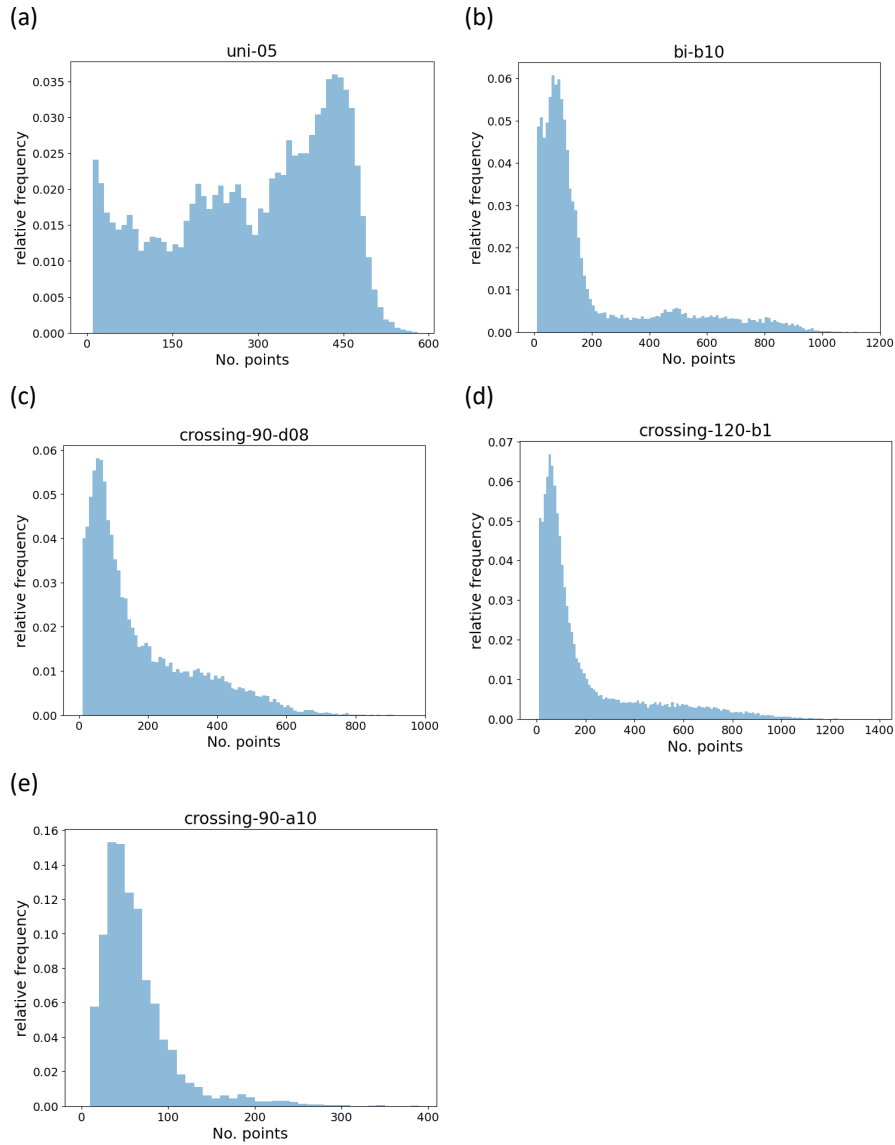 (a)
uni-05
relative frequency
0.035
0.030
0.025
0.020
0.015
0.010
0.005
0.000
0 150 300 450 600
No. points
(b)
bi-b10
relative frequency
0.06
0.05
0.04
0.03
0.02
0.01
0.00
0 200 400 600 800 1000 1200
No. points
(c)
crossing-90-d08
relative frequency
0.06
0.05
0.04
0.03
0.02
0.01
0.00
0 200 400 600 800 1000
No. points
(d)
crossing-120-b1
relative frequency
0.07
0.06
0.05
0.04
0.03
0.02
0.01
0.00
0 200 400 600 800 1000 1200 1400
No. points
(e)
crossing-90-a10
relative frequency
0.16
0.14
0.12
0.10
0.08
0.06
0.04
0.02
0.00
0 100 200 300 400
No. points